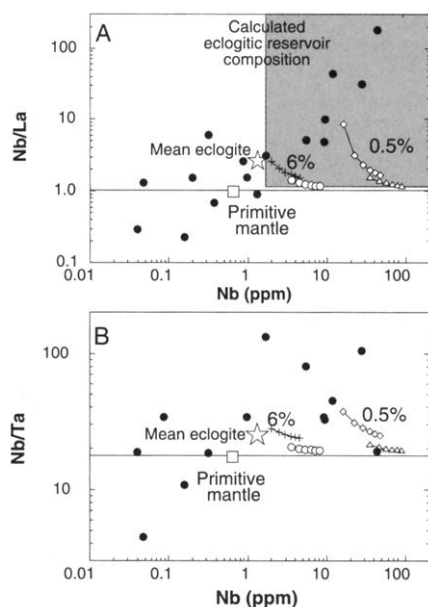 A
Calculated
eclogitic reservoir
composition
100
10
1.0
0.1
Nb/La
Mean eclogite
6%
0.5%
Primitive
mantle
0.01 0.1 1 10 100
Nb (ppm)
B
100
10
Nb/Ta
Mean eclogite
6%
0.5%
Primitive
mantle
0.01 0.1 1 10 100
Nb (ppm)